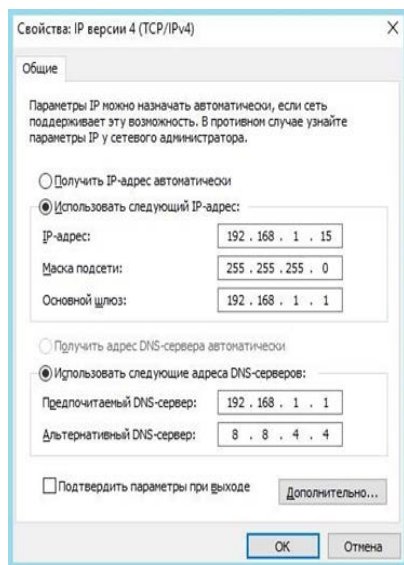 Свойства: IP версии 4 (TCP/IPv4)
Общие
Параметры IP можно назначать автоматически, если сеть
поддерживает эту возможность. В противном случае узнайте
параметры IP у сетевого администратора.
Получить IP-адрес автоматически
Использовать следующий IP-адрес:
IP-адрес: 192 . 168 . 1 . 15
Маска подсети: 255 . 255 . 255 . 0
Основной шлюз: 192 . 168 . 1 . 1
Получить адрес DNS-сервера автоматически
Использовать следующие адреса DNS-серверов:
Предпочитаемый DNS-сервер: 192 . 168 . 1 . 1
Альтернативный DNS-сервер: 8 . 8 . 4 . 4
Подтвердить параметры при выходе
Дополнительно...
ОК Отмена